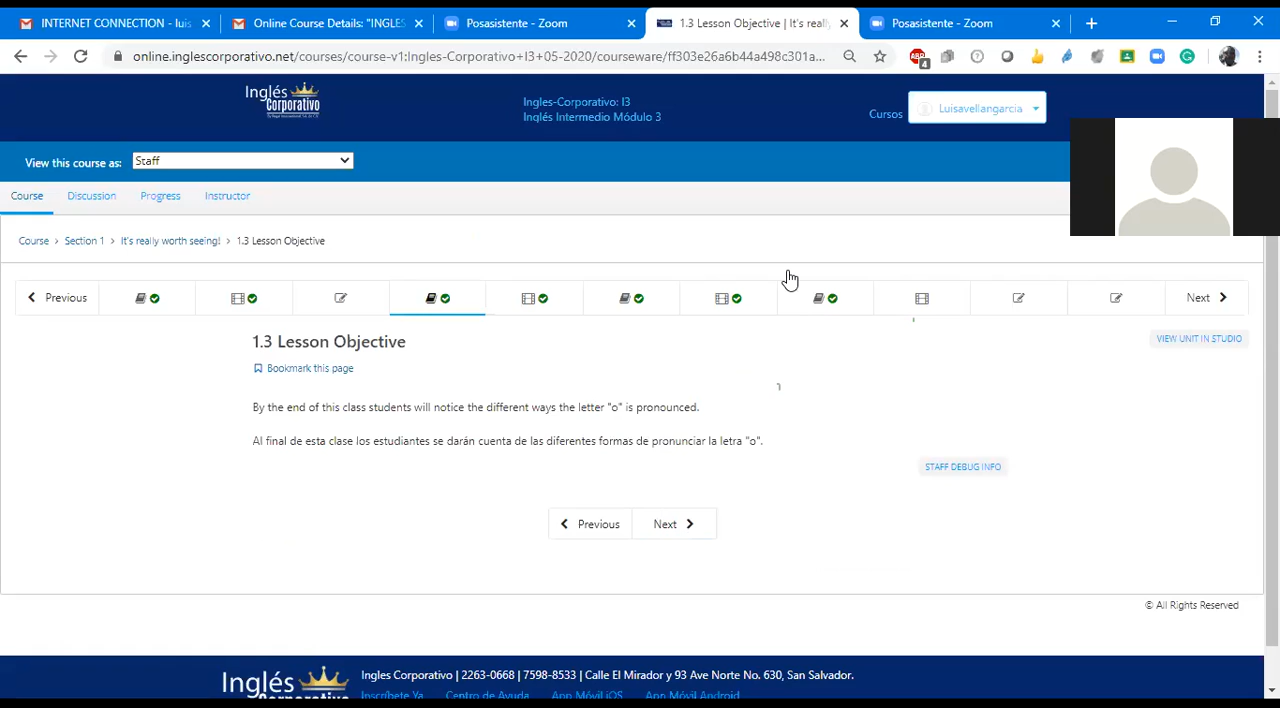 INTERNET CONNECTION - luis
Online Course Details: "INGLES
Posasistente - Zoom
1.3 Lesson Objective | It's really
Posasistente - Zoom
online.inglescorporativo.net/courses/course-v1:Ingles-Corporativo+I3+05-2020/courseware/ff303e26a6b44a498c301a...
4
Inglés
Corporativo
Ingles-Corporativo: I3
Inglés Intermedio Módulo 3
Cursos
Luisavellangarcia
View this course as:
Staff
Course
Discussion
Progress
Instructor
Course > Section 1 > It's really worth seeing! > 1.3 Lesson Objective
Previous
Next
1.3 Lesson Objective
VIEW UNIT IN STUDIO
Bookmark this page
By the end of this class students will notice the different ways the letter "o" is pronounced.
Al final de esta clase los estudiantes se darán cuenta de las diferentes formas de pronunciar la letra "o".
STAFF DEBUG INFO
Previous
Next
© All Rights Reserved
Inglés
Ingles Corporativo | 2263-0668 | 7598-8533 | Calle El Mirador y 93 Ave Norte No. 630, San Salvador.
Inscríbete Ya
Centro de Ayuda
App Móvil iOS
App Móvil Android